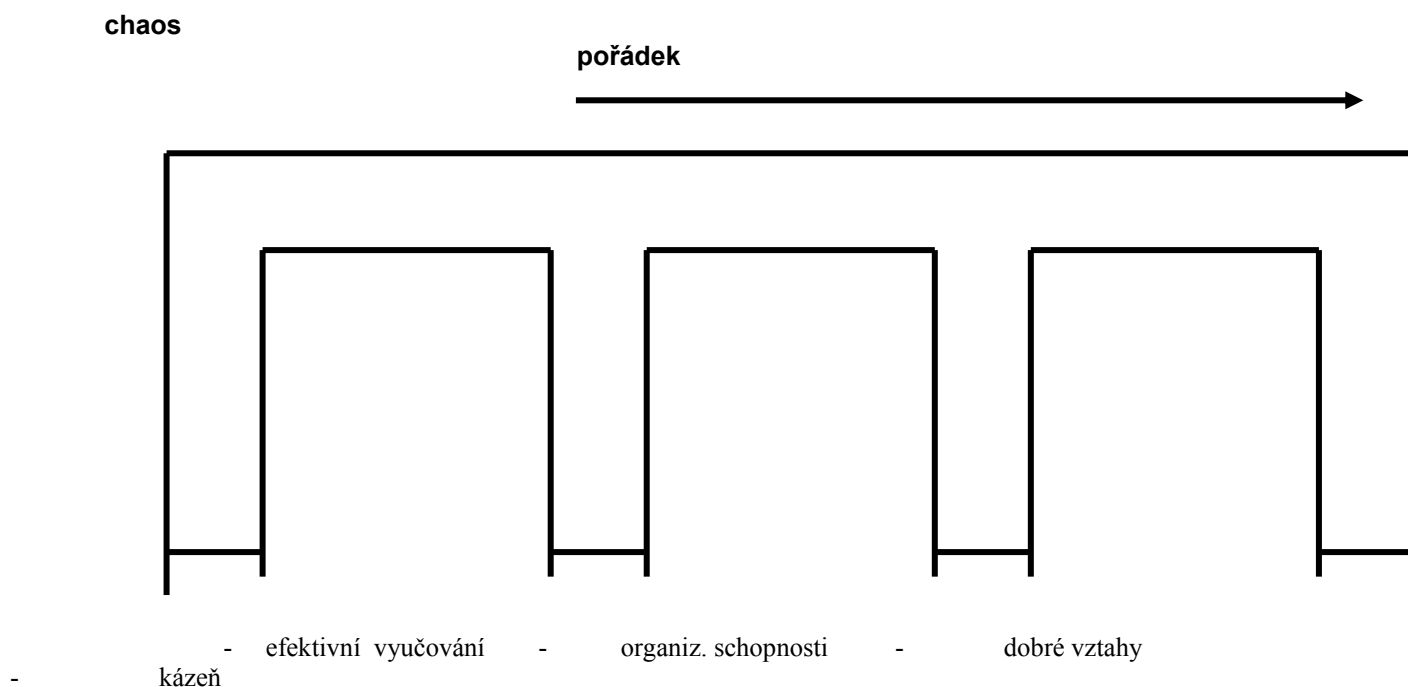 chaos
pořádek
- efektivní vyučování - organiz. schopnosti - dobré vztahy
- kázeň